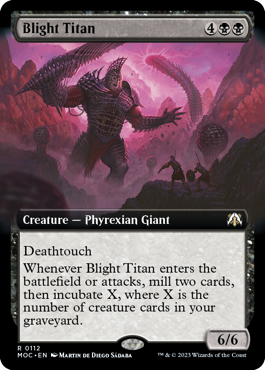 Blight Titan 4
Creature — Phyrexian Giant
Deathtouch
Whenever Blight Titan enters the
battlefield or attacks, mill two cards,
then incubate X, where X is the
number of creature cards in your
graveyard.
6/6
R 0112
MOC • EN Martin de Diego Sádaba
™ & © 2023 Wizards of the Coast